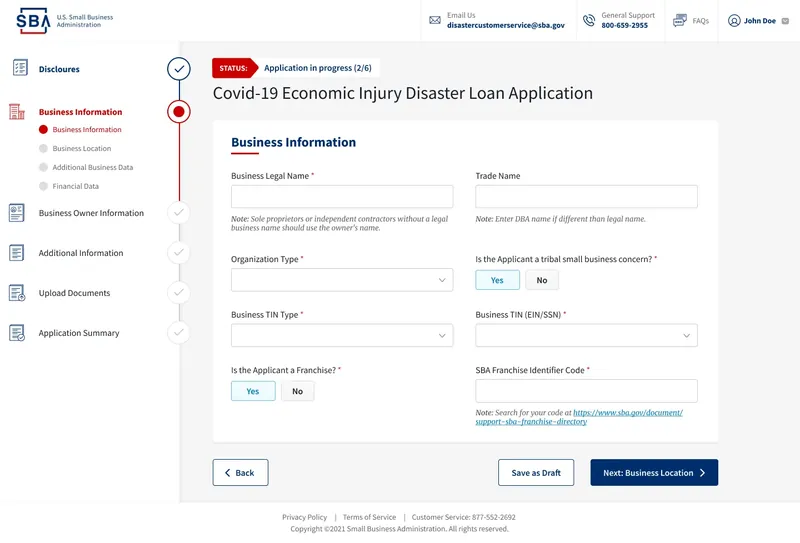 SBA
U.S. Small Business
Administration
Email Us
disastercustomerservice@sba.gov
General Support
800-659-2955
FAQs
John Doe
Discloures
Business Information
Business Information
Business Location
Additional Business Data
Financial Data
Business Owner Information
Additional Information
Upload Documents
Application Summary
STATUS:
Application in progress (2/6)
Covid-19 Economic Injury Disaster Loan Application
Business Information
Business Legal Name *
Note: Sole proprietors or independent contractors without a legal
business name should use the owner's name.
Trade Name
Note: Enter DBA name if different than legal name.
Organization Type *
Is the Applicant a tribal small business concern? *
Yes
No
Business TIN Type *
Business TIN (EIN/SSN) *
Is the Applicant a Franchise? *
Yes
No
SBA Franchise Identifier Code *
Note: Search for your code at https://www.sba.gov/document/
support-sba-franchise-directory
Back
Save as Draft
Next: Business Location
Privacy Policy | Terms of Service | Customer Service: 877-552-2692
Copyright ©2021 Small Business Administration. All rights reserved.